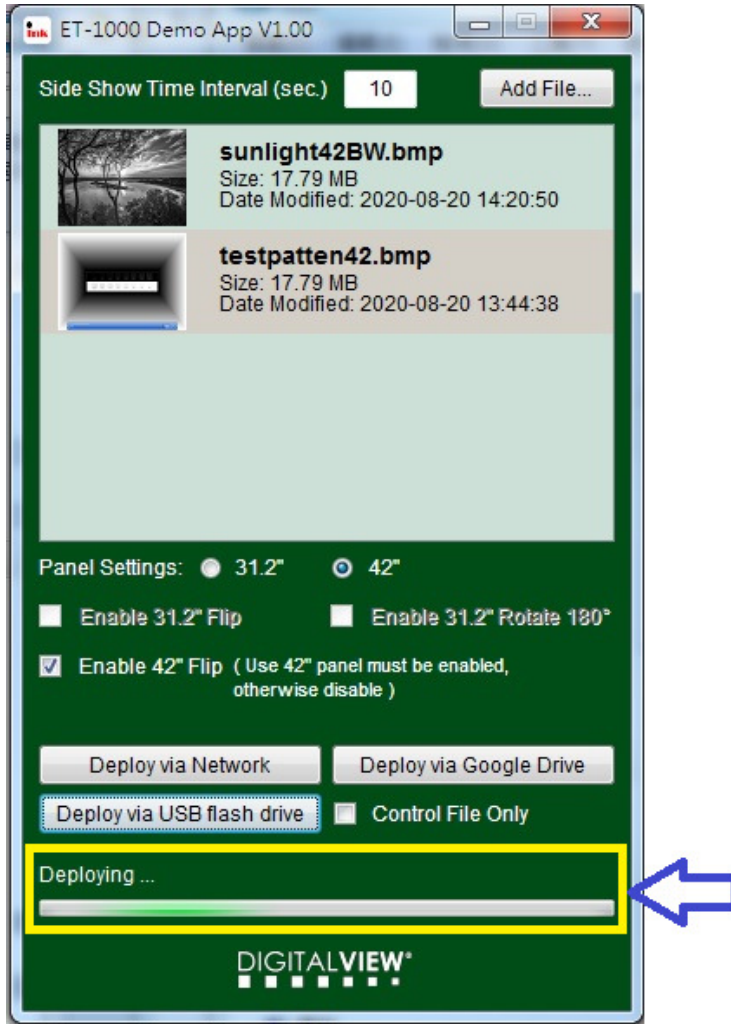 ET-1000 Demo App V1.00
Side Show Time Interval (sec.) 10 Add File...
sunlight42BW.bmp
Size: 17.79 MB
Date Modified: 2020-08-20 14:20:50
testpatten42.bmp
Size: 17.79 MB
Date Modified: 2020-08-20 13:44:38
Panel Settings: 31.2" 42"
Enable 31.2" Flip Enable 31.2" Rotate 180°
Enable 42" Flip ( Use 42" panel must be enabled,
otherwise disable )
Deploy via Network Deploy via Google Drive
Deploy via USB flash drive Control File Only
Deploying ...
DIGITALVIEW®